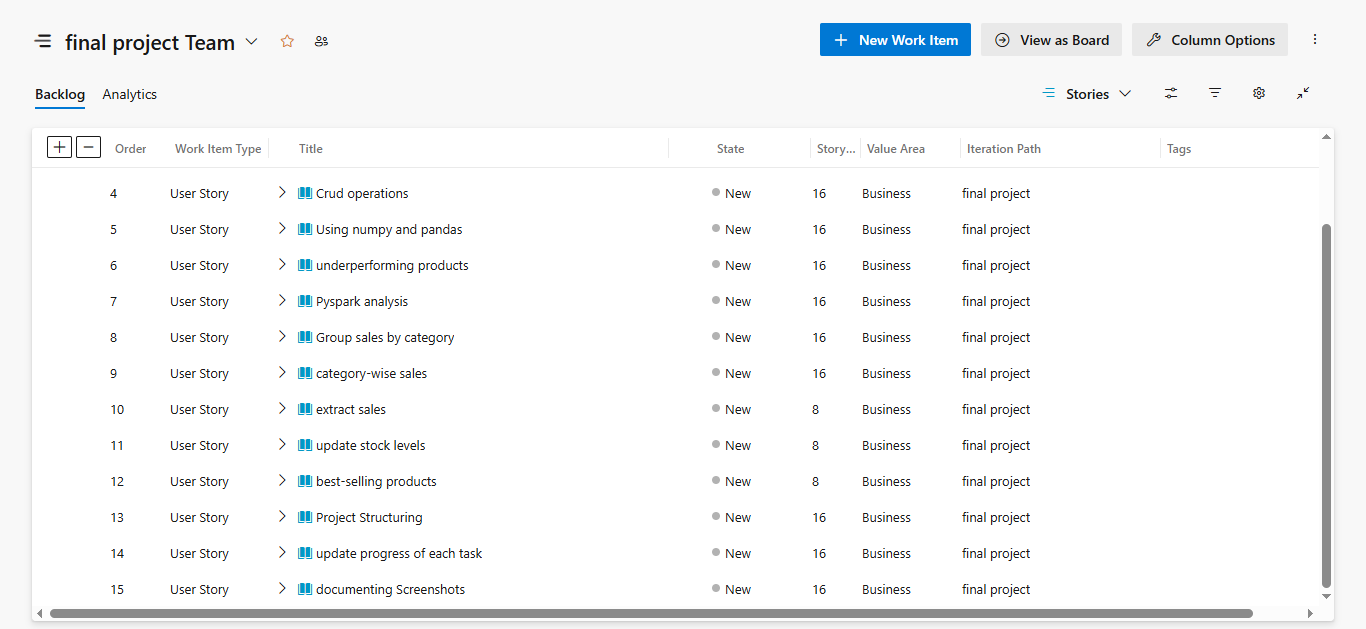 final project Team
New Work Item
View as Board
Column Options
Backlog
Analytics
Stories
Order Work Item Type Title State Story... Value Area Iteration Path Tags
4 User Story Crud operations New 16 Business final project
5 User Story Using numpy and pandas New 16 Business final project
6 User Story underperforming products New 16 Business final project
7 User Story Pyspark analysis New 16 Business final project
8 User Story Group sales by category New 16 Business final project
9 User Story category-wise sales New 16 Business final project
10 User Story extract sales New 8 Business final project
11 User Story update stock levels New 8 Business final project
12 User Story best-selling products New 8 Business final project
13 User Story Project Structuring New 16 Business final project
14 User Story update progress of each task New 16 Business final project
15 User Story documenting Screenshots New 16 Business final project